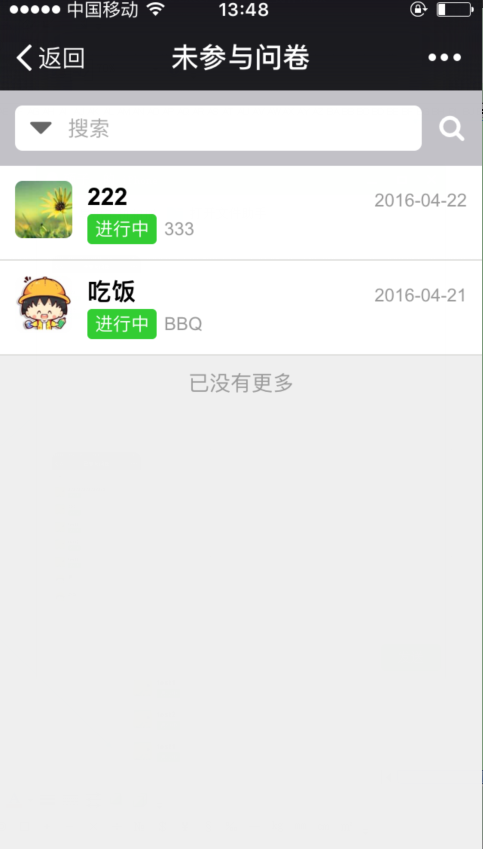 中国移动 13:48
返回 未参与问卷
搜索
222 2016-04-22
进行中 333
吃饭 2016-04-21
进行中 BBQ
已没有更多